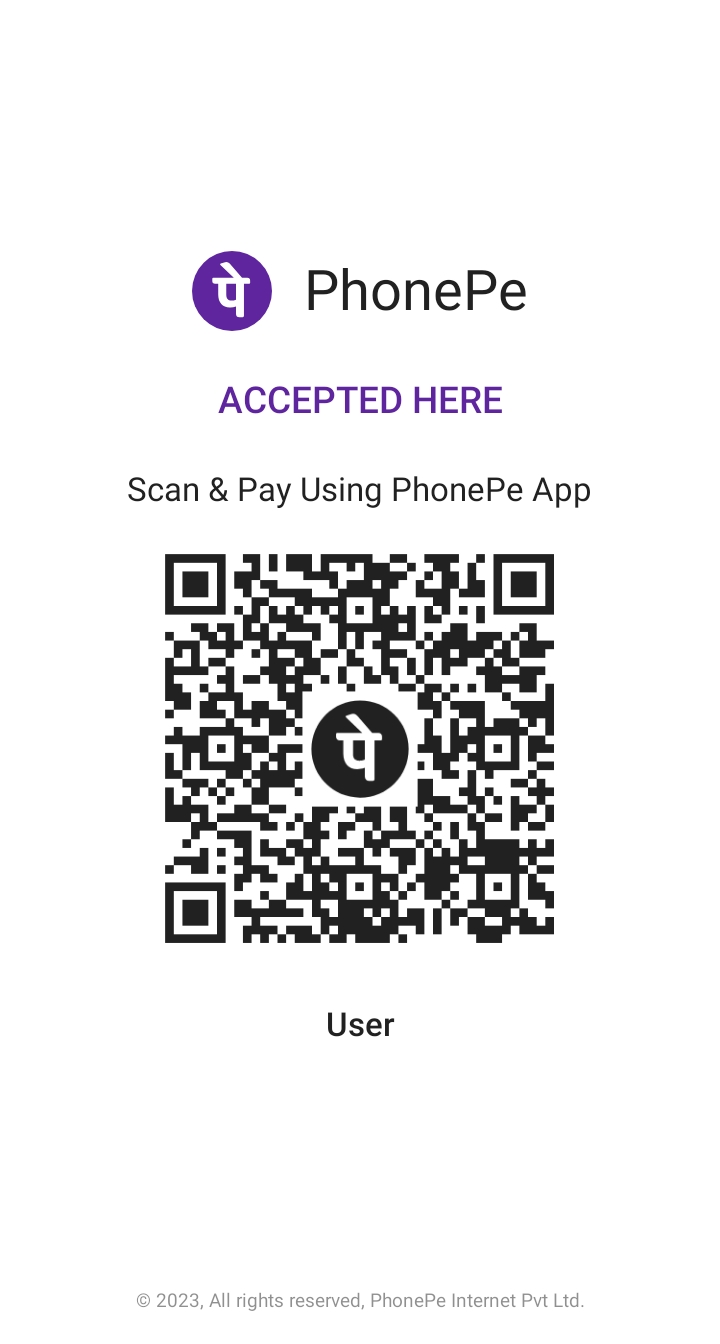 पे PhonePe
ACCEPTED HERE
Scan & Pay Using PhonePe App
पे
User
© 2023, All rights reserved, PhonePe Internet Pvt Ltd.